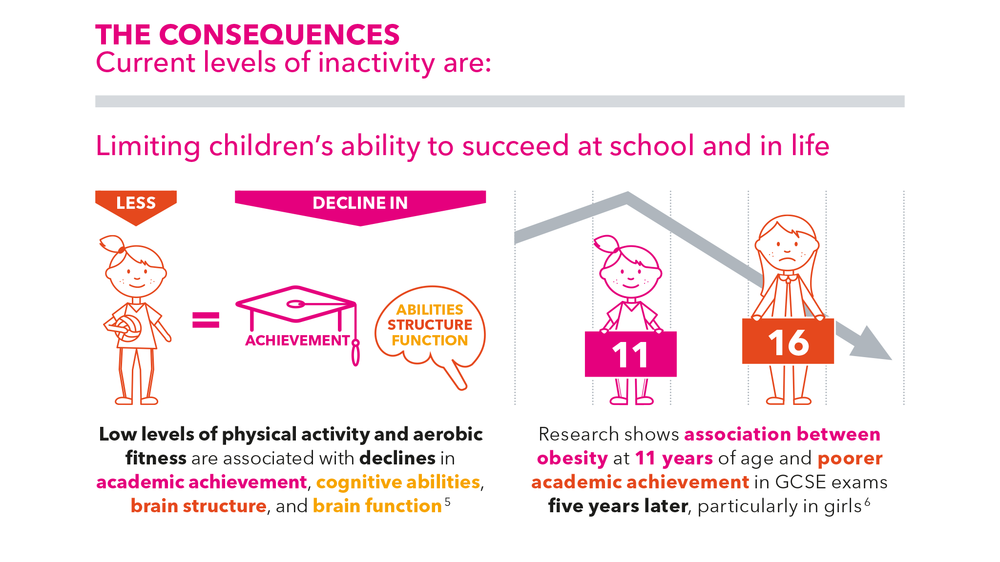 THE CONSEQUENCES
Current levels of inactivity are:
Limiting children’s ability to succeed at school and in life
LESS
DECLINE IN
=
ACHIEVEMENT
ABILITIES
STRUCTURE
FUNCTION
Low levels of physical activity and aerobic
fitness are associated with declines in
academic achievement, cognitive abilities,
brain structure, and brain function 5
11
16
Research shows association between
obesity at 11 years of age and poorer
academic achievement in GCSE exams
five years later, particularly in girls 6